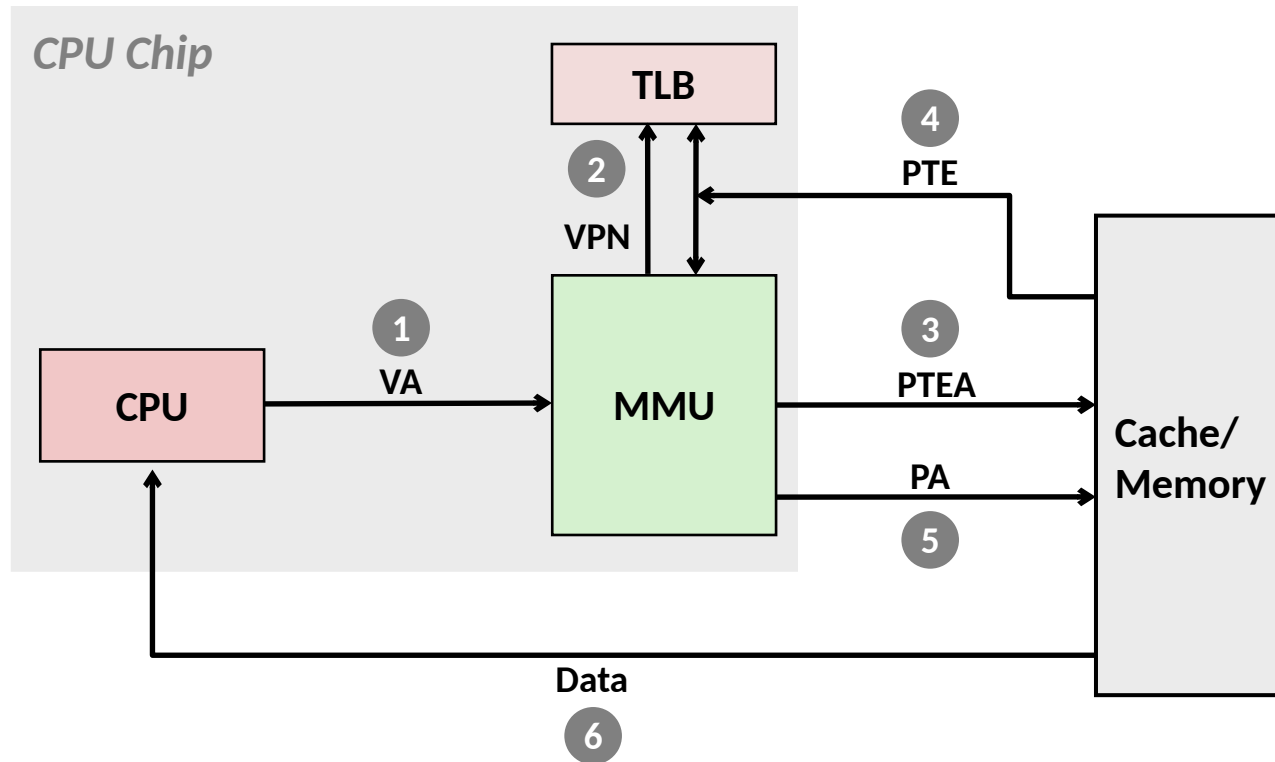 CPU Chip
TLB
4
PTE
2
VPN
1
VA
3
PTEA
CPU
MMU
Cache/
Memory
PA
5
Data
6